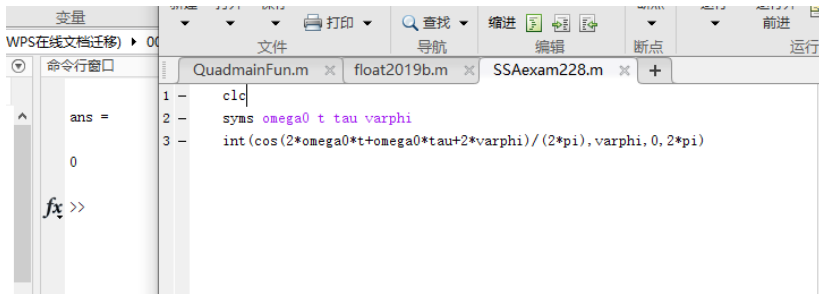 变量
打印
查找
缩进
前进
文件
导航
编辑
断点
运行
WPS在线文档迁移) 00
命令行窗口
QuadmainFun.m × float2019b.m × SSAexam228.m × +
1 - clc
2 - syms omega0 t tau varphi
3 - int(cos(2*omega0*t+omega0*tau+2*varphi)/(2*pi),varphi,0,2*pi)
ans =
0
fx >>